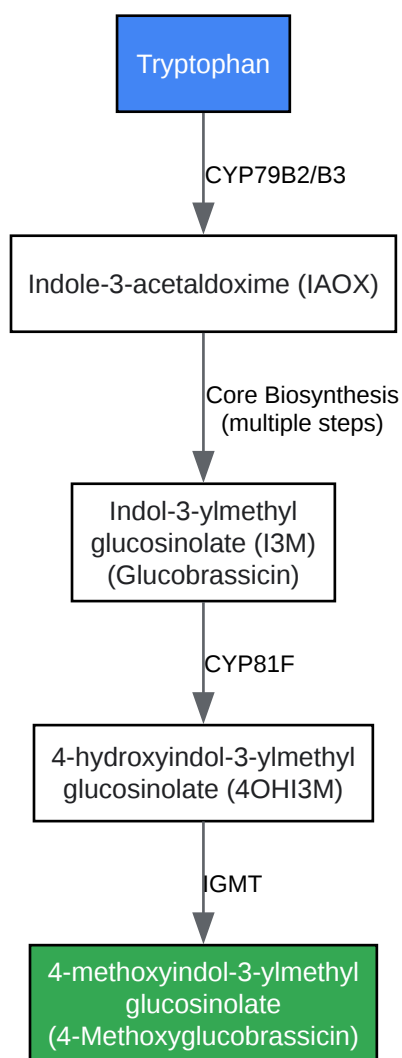 Tryptophan
CYP79B2/B3
Indole-3-acetaldoxime (IAOX)
Core Biosynthesis
(multiple steps)
Indol-3-ylmethyl
glucosinolate (I3M)
(Glucobrassicin)
CYP81F
4-hydroxyindol-3-ylmethyl
glucosinolate (4OHI3M)
IGMT
4-methoxyindol-3-ylmethyl
glucosinolate
(4-Methoxyglucobrassicin)